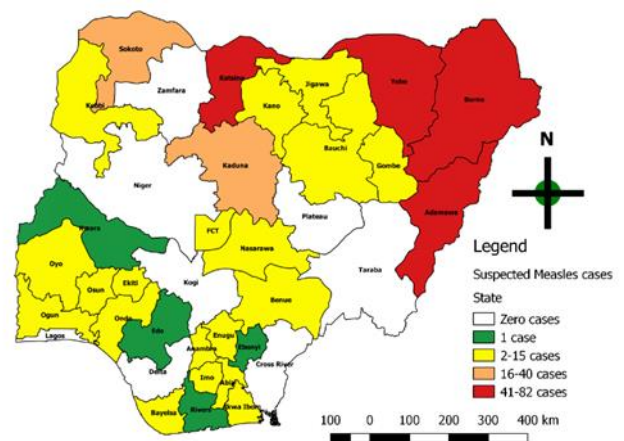 Sokoto
Katsina
Zamfara
Yobe
Borno
Jigawa
Kano
Kebbi
Bauchi
Gombe
Kaduna
N
Niger
Adamawa
Plateau
Kwara
FCT
Nasarawa
Taraba
Oyo
Kogi
Osun
Ekiti
Benue
Ogun
Ondo
Edo
Enugu
Ebonyi
Lagos
Anambra
Cross River
Delta
Imo
Abia
Bayelsa
Rivers
Akwa Ibom
Legend
Suspected Measles cases
State
Zero cases
1 case
2-15 cases
16-40 cases
41-82 cases
100 0 100 200 300 400 km